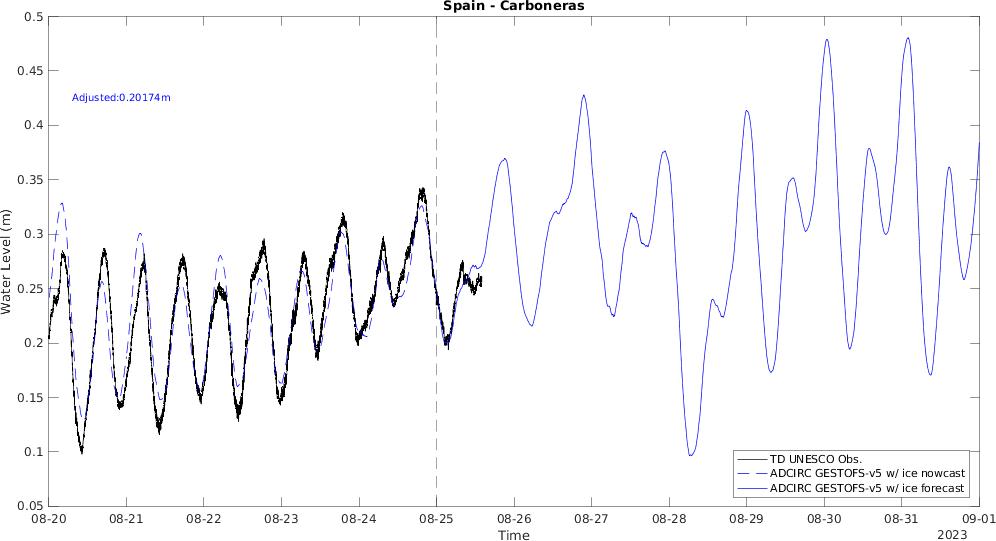 Spain - Carboneras
0.5
0.45
0.4
0.35
0.3
0.25
0.2
0.15
0.1
0.05
Water Level (m)
Adjusted:0.20174m
TD UNESCO Obs.
ADCIRC GESTOFS-v5 w/ ice nowcast
ADCIRC GESTOFS-v5 w/ ice forecast
08-20 08-21 08-22 08-23 08-24 08-25 08-26 08-27 08-28 08-29 08-30 08-31 09-01
Time
2023